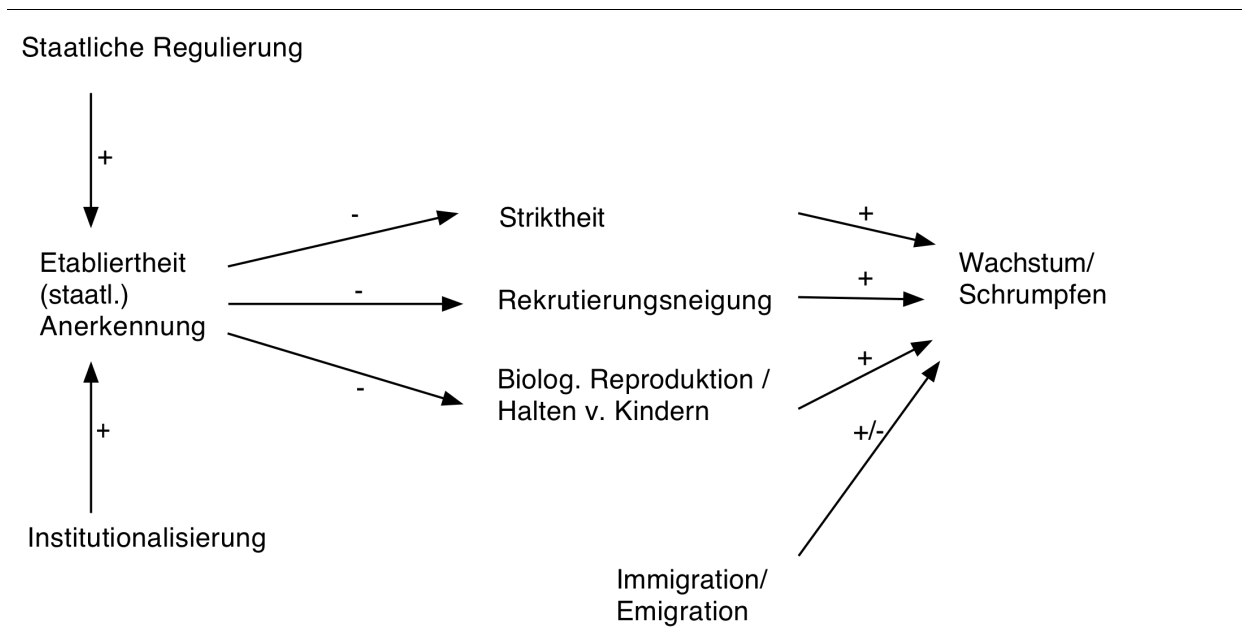 Staatliche Regulierung
+
Etabliertheit
(staatl.)
Anerkennung
+
Institutionalisierung
-
-
-
Striktheit
Rekrutierungsneigung
Biolog. Reproduktion /
Halten v. Kindern
Immigration/
Emigration
+
+
+
+/-
Wachstum/
Schrumpfen